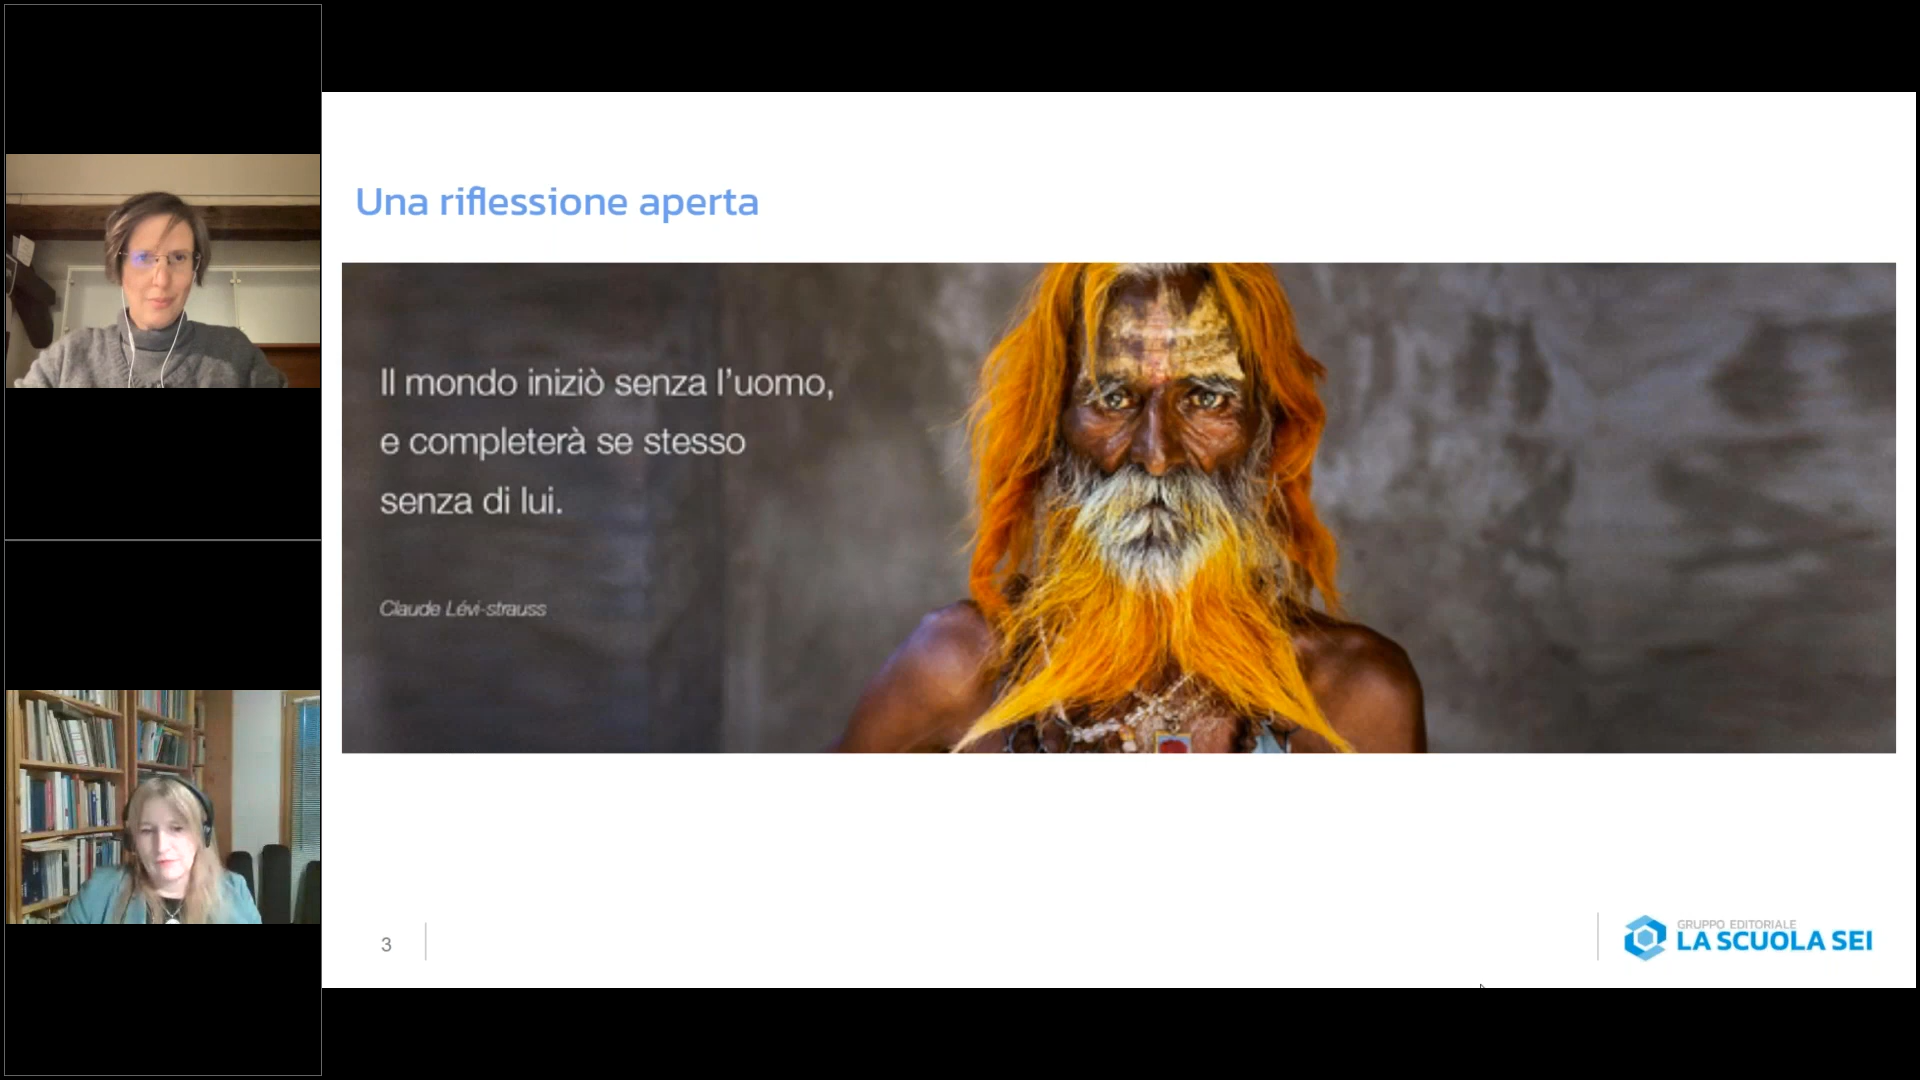 Una riflessione aperta
Il mondo iniziò senza l'uomo,
e completerà se stesso
senza di lui.
Claude Lévi-strauss
3
GRUPPO EDITORIALE
LA SCUOLA SEI